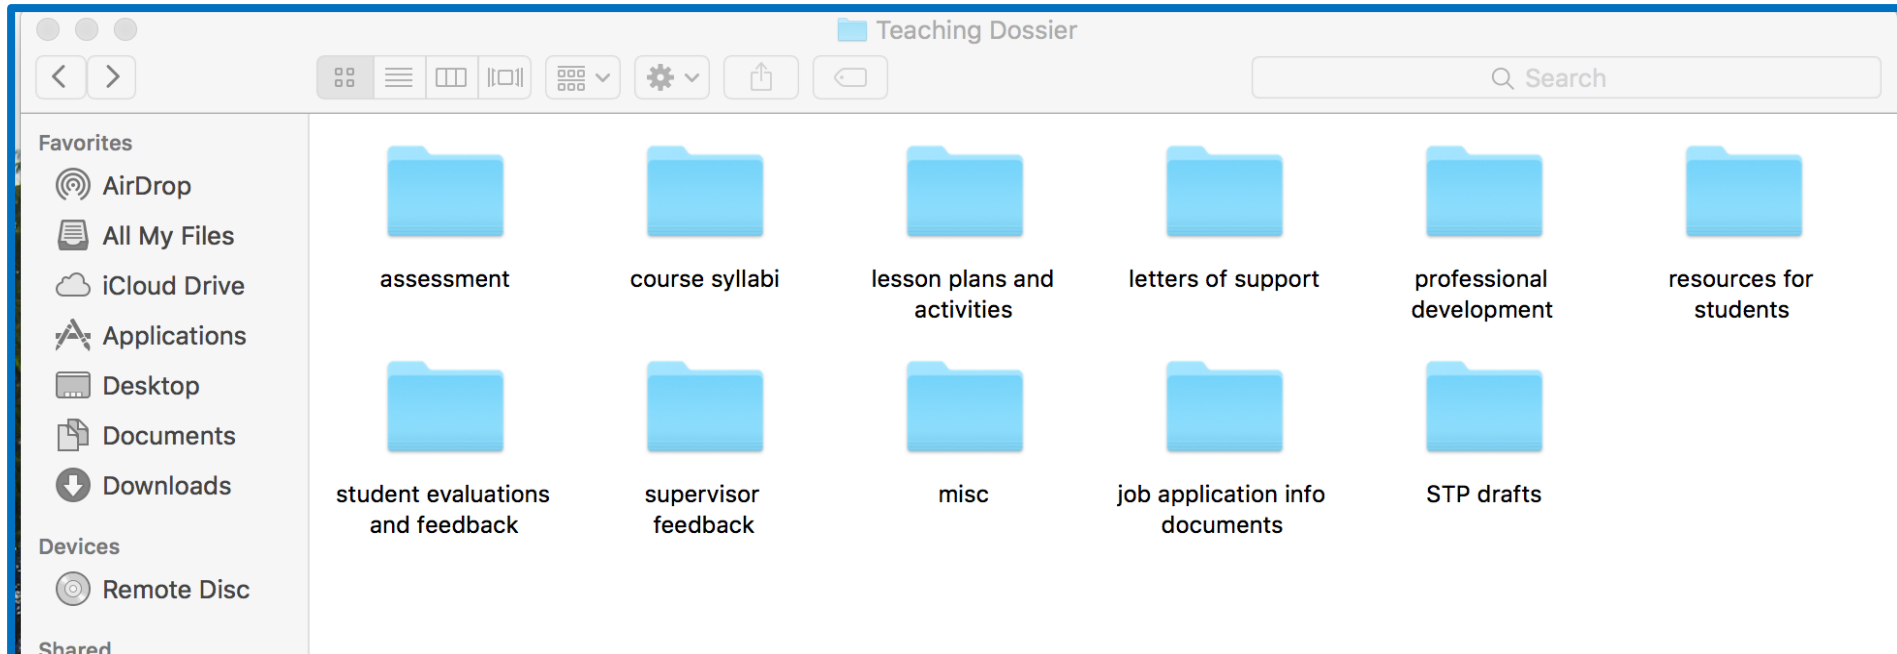 Teaching Dossier
Search
Favorites
AirDrop
All My Files
iCloud Drive
Applications
Desktop
Documents
Downloads
Devices
Remote Disc
Shared
assessment
course syllabi
lesson plans and
activities
letters of support
professional
development
resources for
students
student evaluations
and feedback
supervisor
feedback
misc
job application info
documents
STP drafts